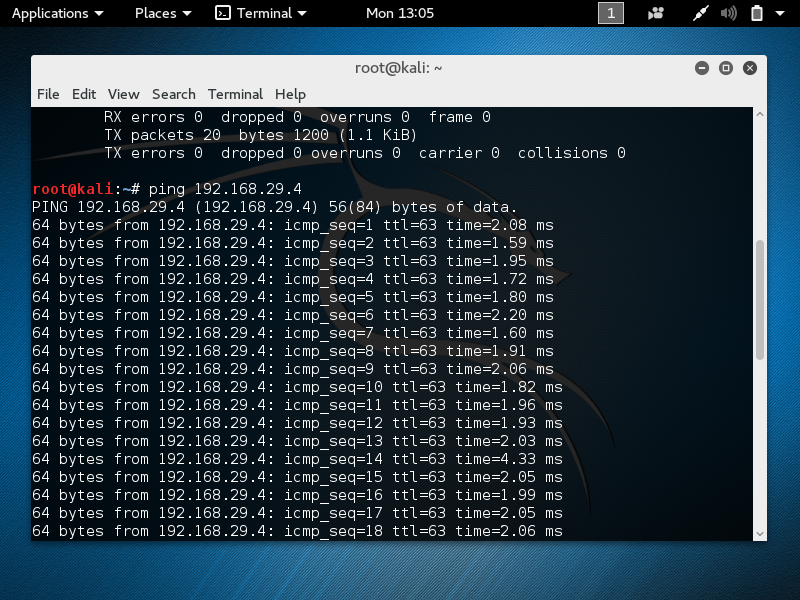 Applications Places Terminal Mon 13:05 1
root@kali: ~
File Edit View Search Terminal Help
RX errors 0  dropped 0  overruns 0  frame 0
TX packets 20  bytes 1200 (1.1 KiB)
TX errors 0  dropped 0 overruns 0  carrier 0  collisions 0
root@kali:~# ping 192.168.29.4
PING 192.168.29.4 (192.168.29.4) 56(84) bytes of data.
64 bytes from 192.168.29.4: icmp_seq=1 ttl=63 time=2.08 ms
64 bytes from 192.168.29.4: icmp_seq=2 ttl=63 time=1.59 ms
64 bytes from 192.168.29.4: icmp_seq=3 ttl=63 time=1.95 ms
64 bytes from 192.168.29.4: icmp_seq=4 ttl=63 time=1.72 ms
64 bytes from 192.168.29.4: icmp_seq=5 ttl=63 time=1.80 ms
64 bytes from 192.168.29.4: icmp_seq=6 ttl=63 time=2.20 ms
64 bytes from 192.168.29.4: icmp_seq=7 ttl=63 time=1.60 ms
64 bytes from 192.168.29.4: icmp_seq=8 ttl=63 time=1.91 ms
64 bytes from 192.168.29.4: icmp_seq=9 ttl=63 time=2.06 ms
64 bytes from 192.168.29.4: icmp_seq=10 ttl=63 time=1.82 ms
64 bytes from 192.168.29.4: icmp_seq=11 ttl=63 time=1.96 ms
64 bytes from 192.168.29.4: icmp_seq=12 ttl=63 time=1.93 ms
64 bytes from 192.168.29.4: icmp_seq=13 ttl=63 time=2.03 ms
64 bytes from 192.168.29.4: icmp_seq=14 ttl=63 time=4.33 ms
64 bytes from 192.168.29.4: icmp_seq=15 ttl=63 time=2.05 ms
64 bytes from 192.168.29.4: icmp_seq=16 ttl=63 time=1.99 ms
64 bytes from 192.168.29.4: icmp_seq=17 ttl=63 time=2.05 ms
64 bytes from 192.168.29.4: icmp_seq=18 ttl=63 time=2.06 ms